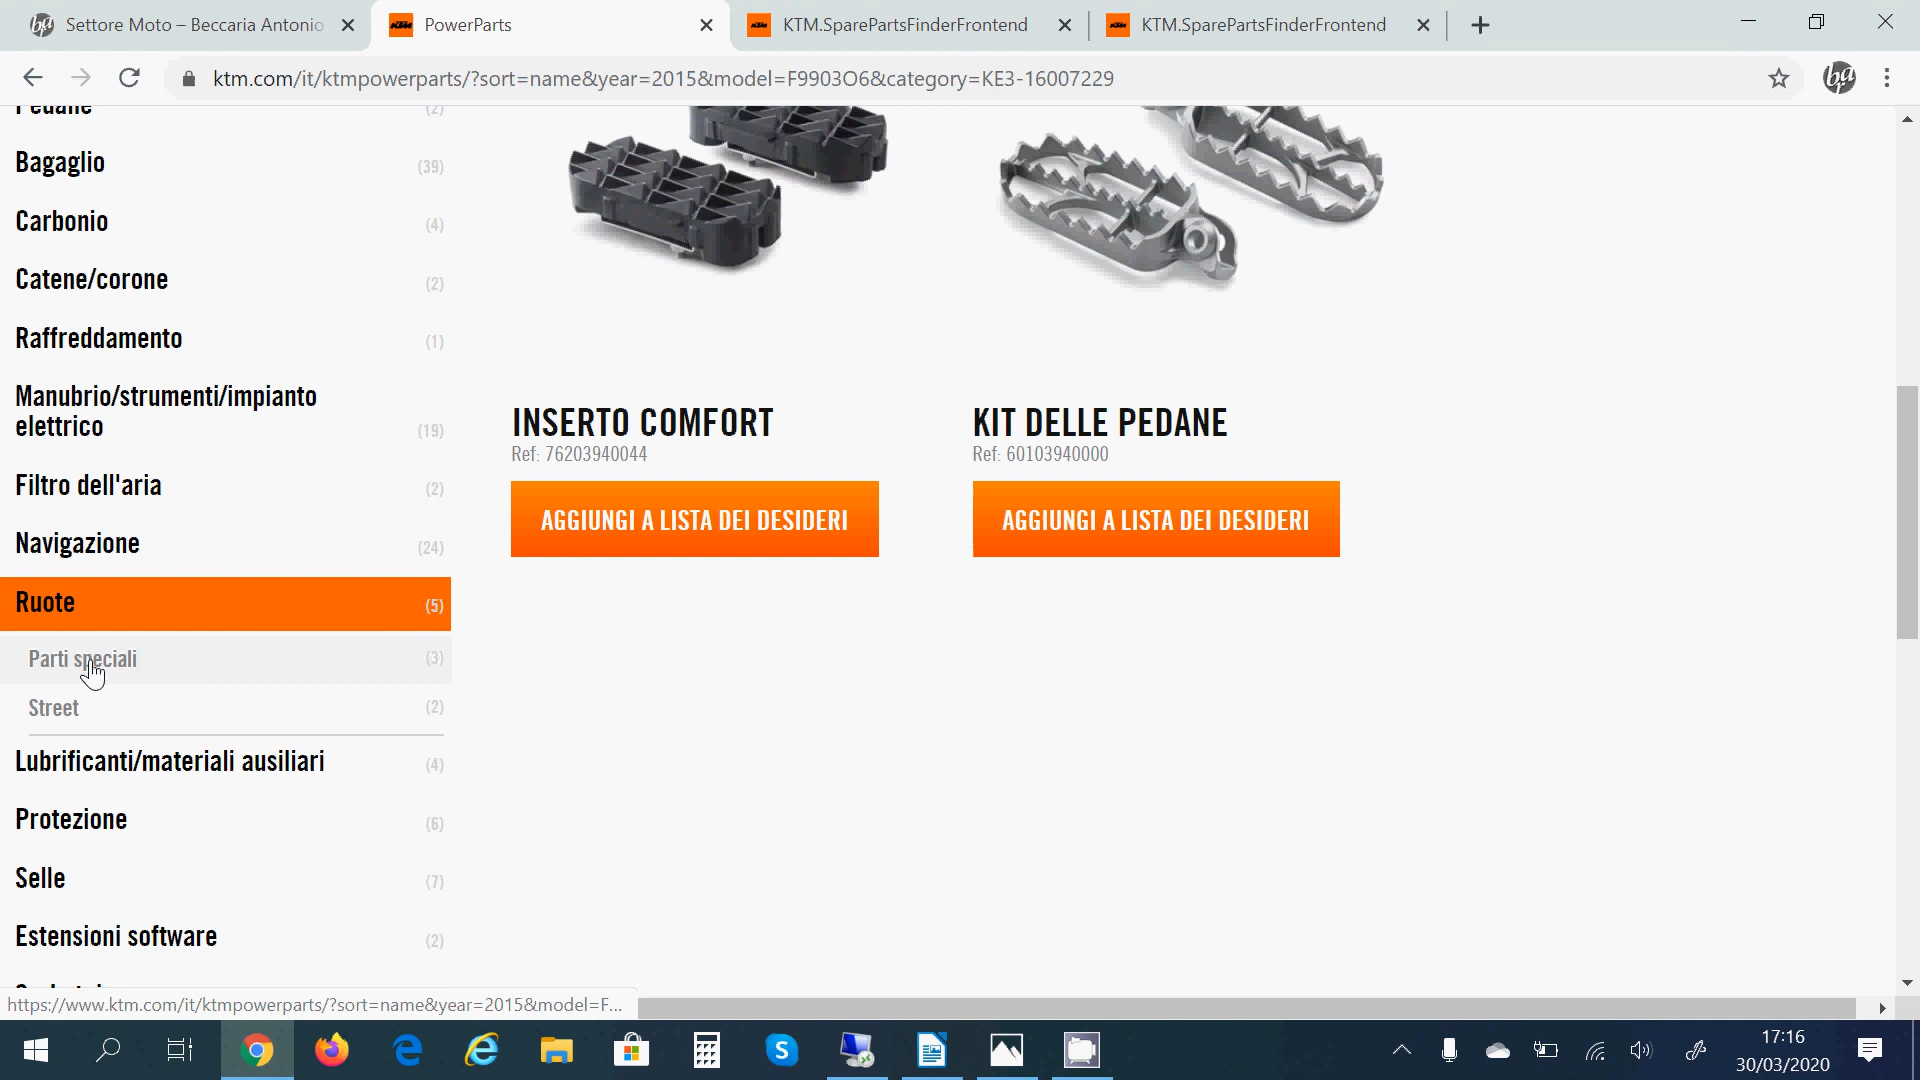 Settore Moto – Beccaria Antonio
PowerParts
KTM.SparePartsFinderFrontend
KTM.SparePartsFinderFrontend
ktm.com/it/ktmpowerparts/?sort=name&year=2015&model=F9903O6&category=KE3-16007229
Pedane (2)
Bagaglio (39)
Carbonio (4)
Catene/corone (2)
Raffreddamento (1)
Manubrio/strumenti/impianto
elettrico (19)
Filtro dell'aria (2)
Navigazione (24)
Ruote (5)
Parti speciali (3)
Street (2)
Lubrificanti/materiali ausiliari (4)
Protezione (6)
Selle (7)
Estensioni software (2)
INSERTO COMFORT
Ref: 76203940044
AGGIUNGI A LISTA DEI DESIDERI
KIT DELLE PEDANE
Ref: 60103940000
AGGIUNGI A LISTA DEI DESIDERI
https://www.ktm.com/it/ktmpowerparts/?sort=name&year=2015&model=F...
17:16
30/03/2020